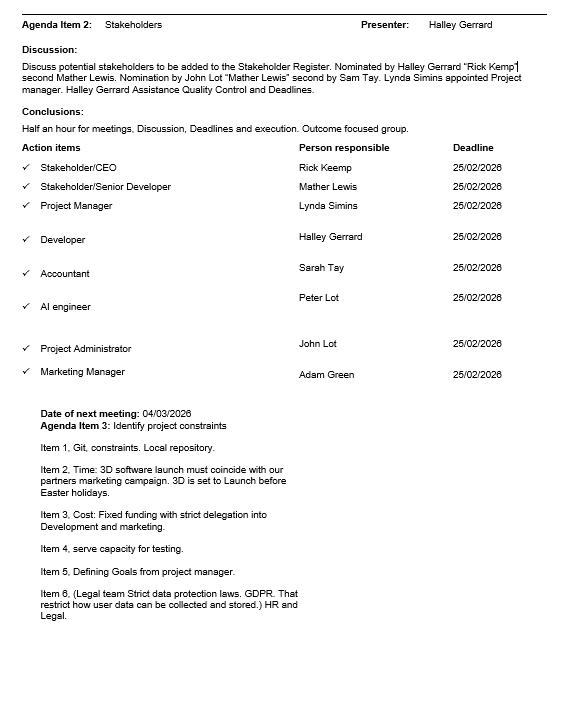 Agenda Item 2: Stakeholders Presenter: Halley Gerrard
Discussion:
Discuss potential stakeholders to be added to the Stakeholder Register. Nominated by Halley Gerrard “Rick Kemp”
second Mather Lewis. Nomination by John Lot “Mather Lewis” second by Sam Tay. Lynda Simins appointed Project
manager. Halley Gerrard Assistance Quality Control and Deadlines.
Conclusions:
Half an hour for meetings, Discussion, Deadlines and execution. Outcome focused group.
Action items Person responsible Deadline
✓ Stakeholder/CEO Rick Keemp 25/02/2026
✓ Stakeholder/Senior Developer Mather Lewis 25/02/2026
✓ Project Manager Lynda Simins 25/02/2026
✓ Developer Halley Gerrard 25/02/2026
✓ Accountant Sarah Tay 25/02/2026
✓ AI engineer Peter Lot 25/02/2026
✓ Project Administrator John Lot 25/02/2026
✓ Marketing Manager Adam Green 25/02/2026
Date of next meeting: 04/03/2026
Agenda Item 3: Identify project constraints
Item 1, Git, constraints. Local repository.
Item 2, Time: 3D software launch must coincide with our
partners marketing campaign. 3D is set to Launch before
Easter holidays.
Item 3, Cost: Fixed funding with strict delegation into
Development and marketing.
Item 4, serve capacity for testing.
Item 5, Defining Goals from project manager.
Item 6, (Legal team Strict data protection laws. GDPR. That
restrict how user data can be collected and stored.) HR and
Legal.